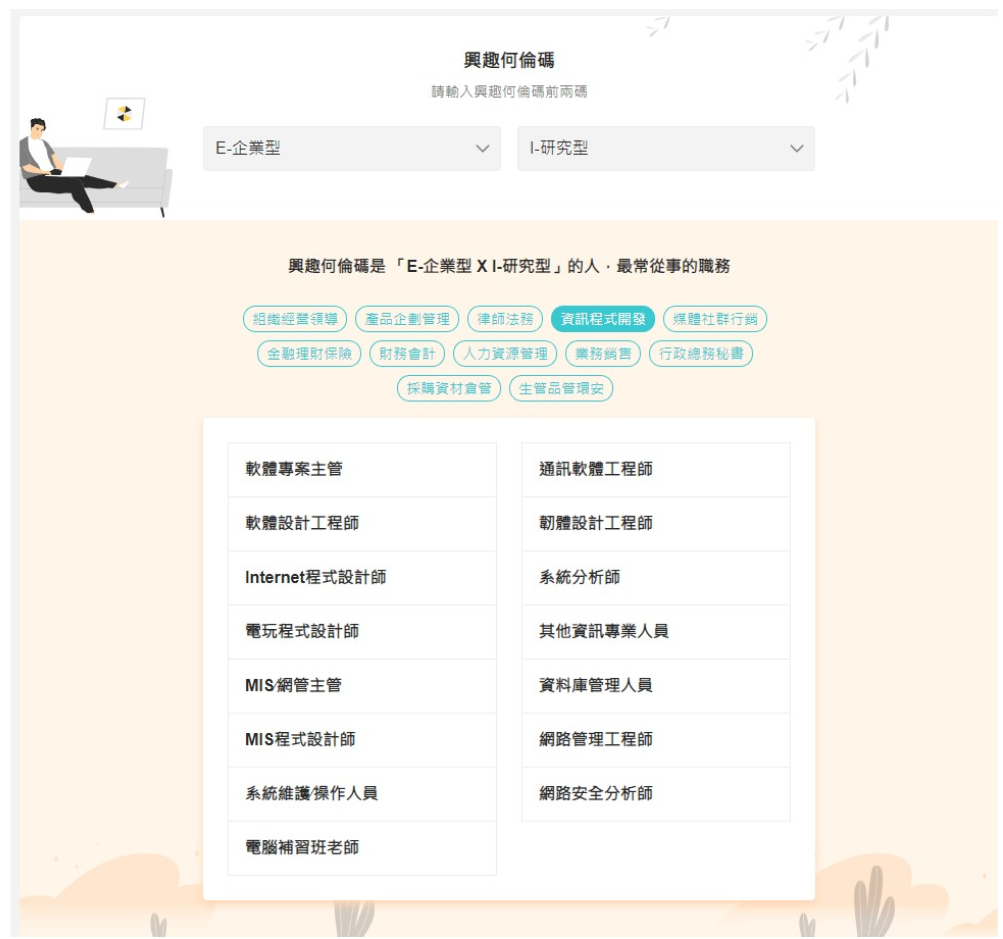 興趣何倫碼
請輸入興趣何倫碼前兩碼
E-企業型
I-研究型
興趣何倫碼是「E-企業型 X I-研究型」的人，最常從事的職務
組織經營領導 產品企劃管理 律師法務 資訊程式開發 媒體社群行銷
金融理財保險 財務會計 人力資源管理 業務銷售 行政總務秘書
採購資材倉管 生管品管環安
軟體專案主管
通訊軟體工程師
軟體設計工程師
韌體設計工程師
Internet程式設計師
系統分析師
電玩程式設計師
其他資訊專業人員
MIS∕網管主管
資料庫管理人員
MIS程式設計師
網路管理工程師
系統維護∕操作人員
網路安全分析師
電腦補習班老師